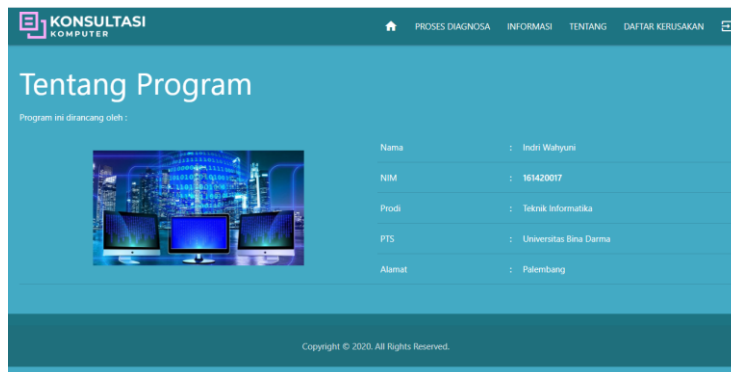 KONSULTASI
KOMPUTER
PROSES DIAGNOSA INFORMASI TENTANG DAFTAR KERUSAKAN
Tentang Program
Program ini dirancang oleh :
Nama : Indri Wahyuni
NIM : 161420017
Prodi : Teknik Informatika
PTS : Universitas Bina Darma
Alamat : Palembang
Copyright © 2020. All Rights Reserved.